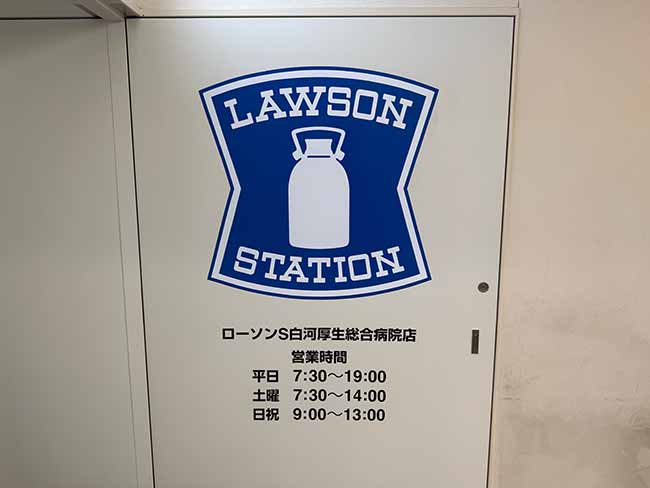 LAWSON
STATION
ローソンS白河厚生総合病院店
営業時間
平日 7:30〜19:00
土曜 7:30〜14:00
日祝 9:00〜13:00